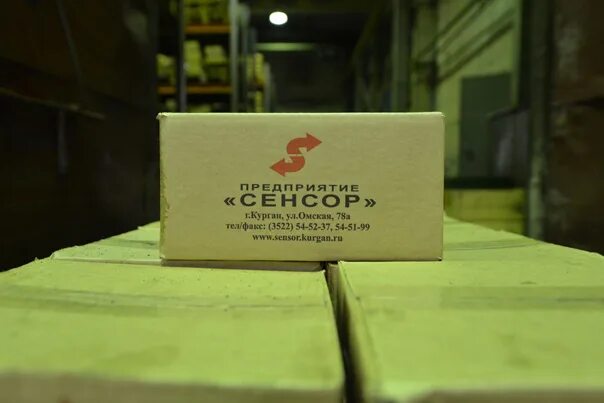 ПРЕДПРИЯТИЕ
«СЕНСОР»
г.Курган, ул.Омская, 78а
тел/факс: (3522) 54-52-37, 54-51-99
www.sensor.kurgan.ru